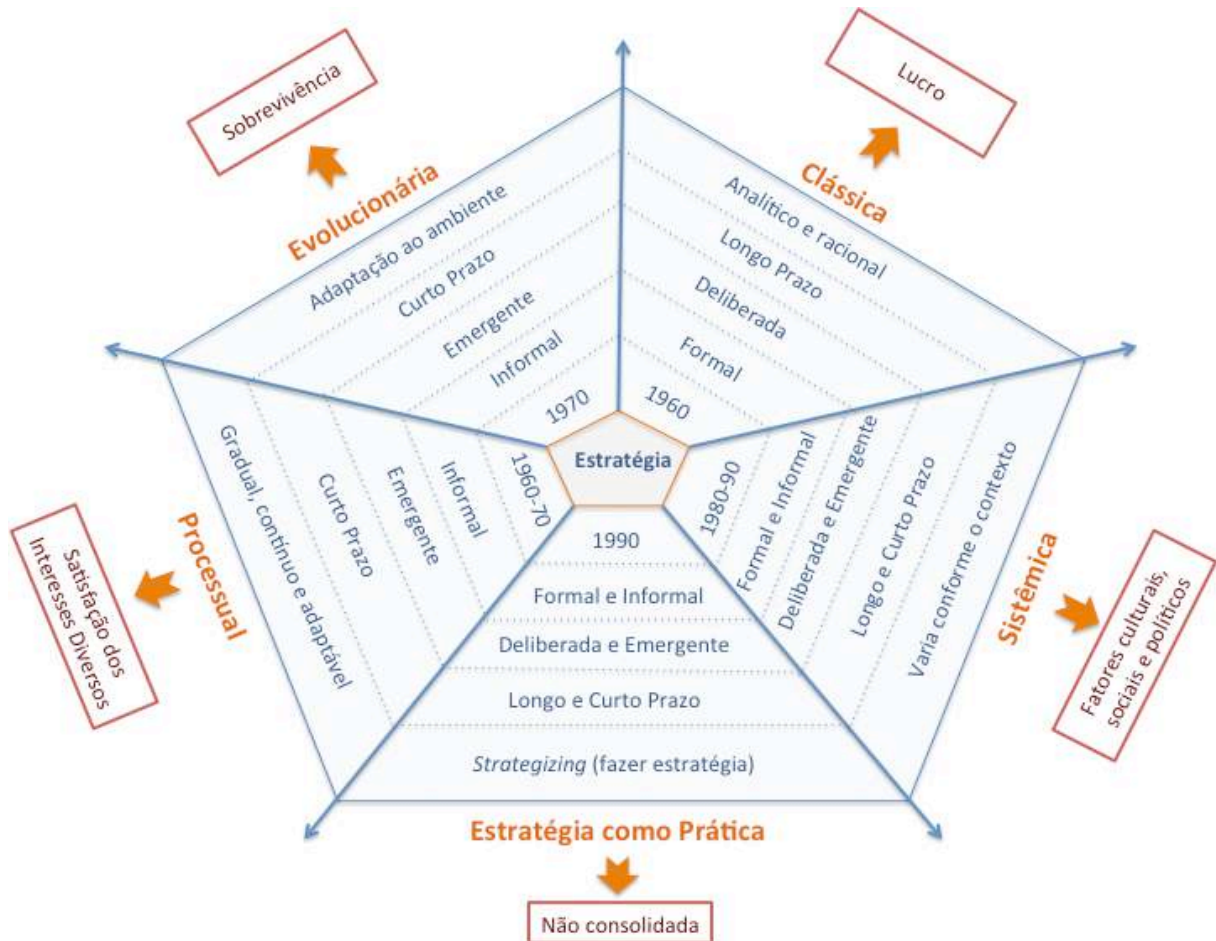 Sobrevivência
Lucro
Evolucionária
Clássica
Adaptação ao ambiente
Curto Prazo
Emergente
Informal
1970
Analítico e racional
Longo Prazo
Deliberada
Formal
1960
Estratégia
Gradual, contínuo e adaptável
Curto Prazo
Emergente
Informal
1960-70
Processual
Satisfação dos
Interesses Diversos
1980-90
Formal e Informal
Deliberada e Emergente
Longo e Curto Prazo
Varia conforme o contexto
Sistêmica
Fatores culturais,
sociais e políticos
1990
Formal e Informal
Deliberada e Emergente
Longo e Curto Prazo
Strategizing (fazer estratégia)
Estratégia como Prática
Não consolidada